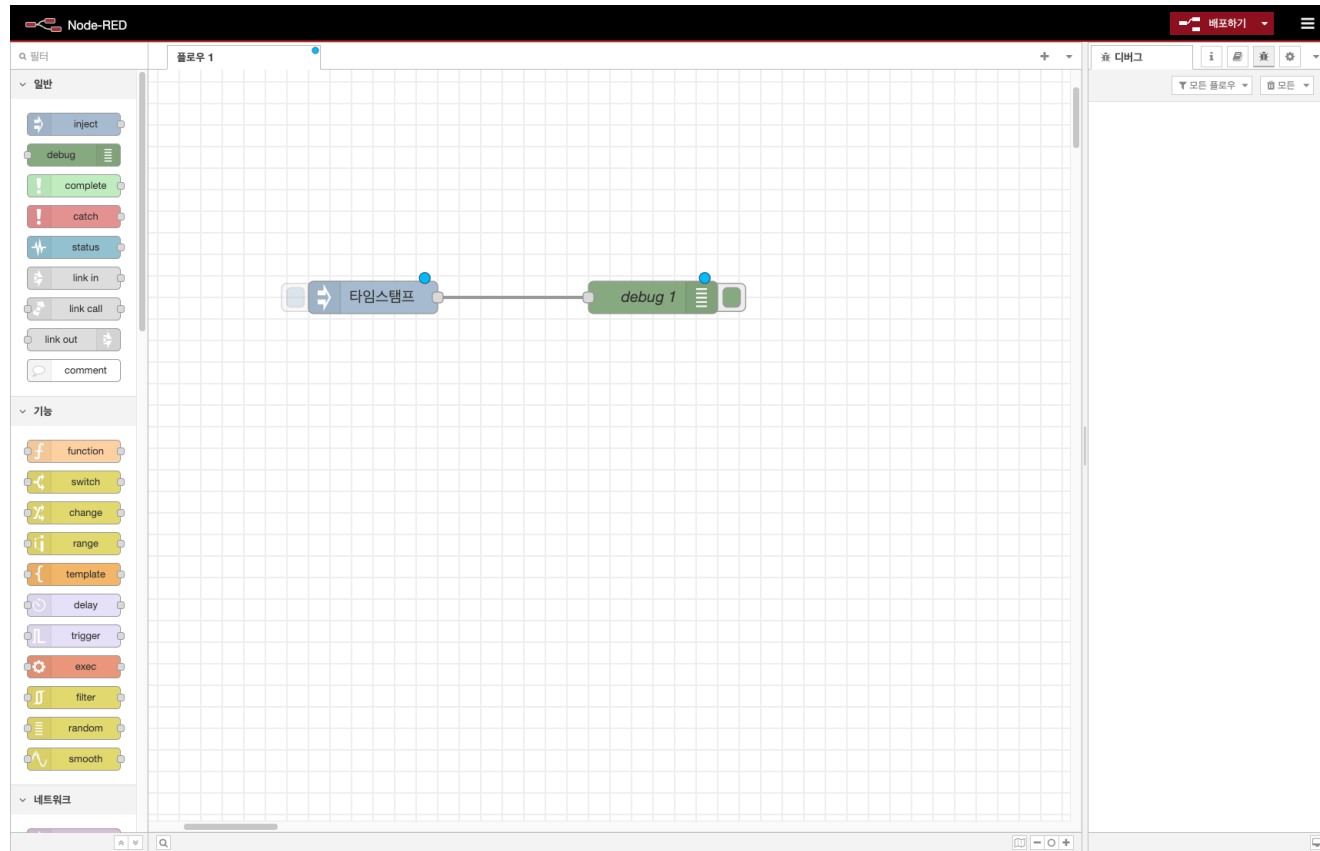 Node-RED
배포하기
필터
플로우 1
디버그
모든 플로우
모든
일반
inject
debug
complete
catch
status
link in
link call
link out
comment
타임스탬프
debug 1
기능
function
switch
change
range
template
delay
trigger
exec
filter
random
smooth
네트워크